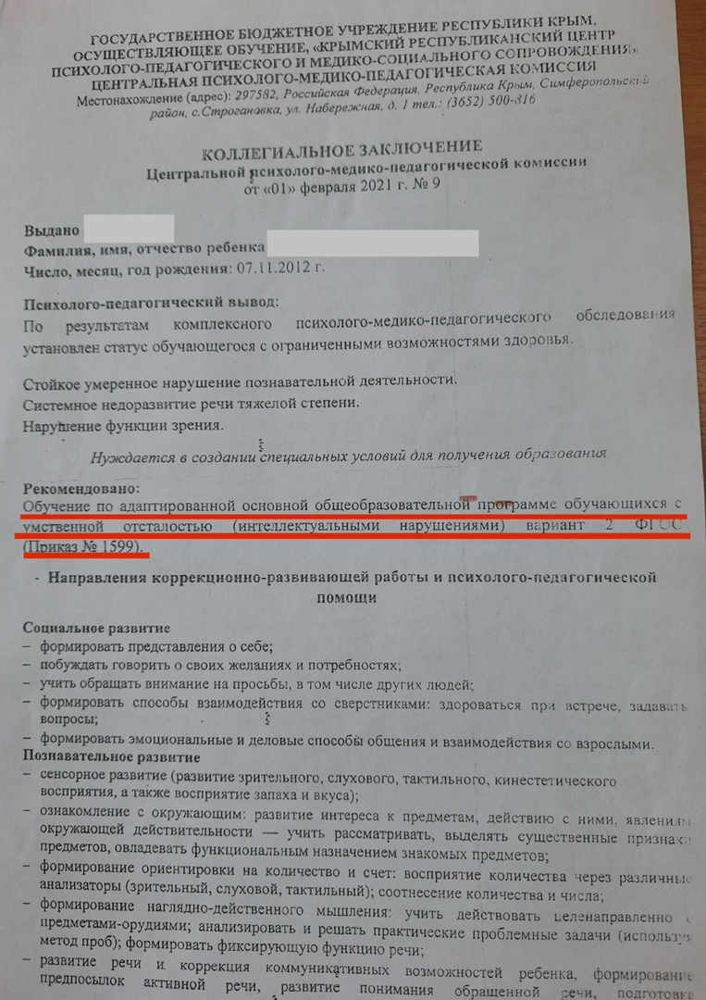 ГОСУДАРСТВЕННОЕ БЮДЖЕТНОЕ УЧРЕЖДЕНИЕ РЕСПУБЛИКИ КРЫМ,
ОСУЩЕСТВЛЯЮЩЕЕ ОБУЧЕНИЕ, «КРЫМСКИЙ РЕСПУБЛИКАНСКИЙ ЦЕНТР
ПСИХОЛОГО-ПЕДАГОГИЧЕСКОГО И МЕДИКО-СОЦИАЛЬНОГО СОПРОВОЖДЕНИЯ»
ЦЕНТРАЛЬНАЯ ПСИХОЛОГО-МЕДИКО-ПЕДАГОГИЧЕСКАЯ КОМИССИЯ
Местонахождение (адрес): 297582, Российская Федерация, Республика Крым, Симферопольский
район, с.Строгановка, ул. Набережная, д. 1 тел.: (3652) 500-816
КОЛЛЕГИАЛЬНОЕ ЗАКЛЮЧЕНИЕ
Центральной психолого-медико-педагогической комиссии
от «01» февраля 2021 г. № 9
Выдано
Фамилия, имя, отчество ребенка
Число, месяц, год рождения: 07.11.2012 г.
Психолого-педагогический вывод:
По результатам комплексного психолого-медико-педагогического обследования
установлен статус обучающегося с ограниченными возможностями здоровья.
Стойкое умеренное нарушение познавательной деятельности.
Системное недоразвитие речи тяжелой степени.
Нарушение функции зрения.
Нуждается в создании специальных условий для получения образования
Рекомендовано:
Обучение по адаптированной основной общеобразовательной программе обучающихся с
умственной отсталостью (интеллектуальными нарушениями) вариант 2 ФГОС
(Приказ № 1599).
- Направления коррекционно-развивающей работы и психолого-педагогической
помощи
Социальное развитие
– формировать представления о себе;
– побуждать говорить о своих желаниях и потребностях;
– учить обращать внимание на просьбы, в том числе других людей;
– формировать способы взаимодействия со сверстниками: здороваться при встрече, задавать
вопросы;
– формировать эмоциональные и деловые способы общения и взаимодействия со взрослыми.
Познавательное развитие
– сенсорное развитие (развитие зрительного, слухового, тактильного, кинестетического
восприятия, а также восприятие запаха и вкуса);
– ознакомление с окружающим: развитие интереса к предметам, действию с ними, явлениям
окружающей действительности — учить рассматривать, выделять существенные признаки
предметов, овладевать функциональным назначением знакомых предметов;
– формирование ориентировки на количество и счет: восприятие количества через различные
анализаторы (зрительный, слуховой, тактильный); соотнесение количества и числа;
– формирование наглядно-действенного мышления: учить действовать целенаправленно с
предметами-орудиями; анализировать и решать практические проблемные задачи (используя
метод проб); формировать фиксирующую функцию речи;
– развитие речи и коррекция коммуникативных возможностей ребенка, формирование
предпосылок активной речи, развитие понимания обращенной речи, подготовка